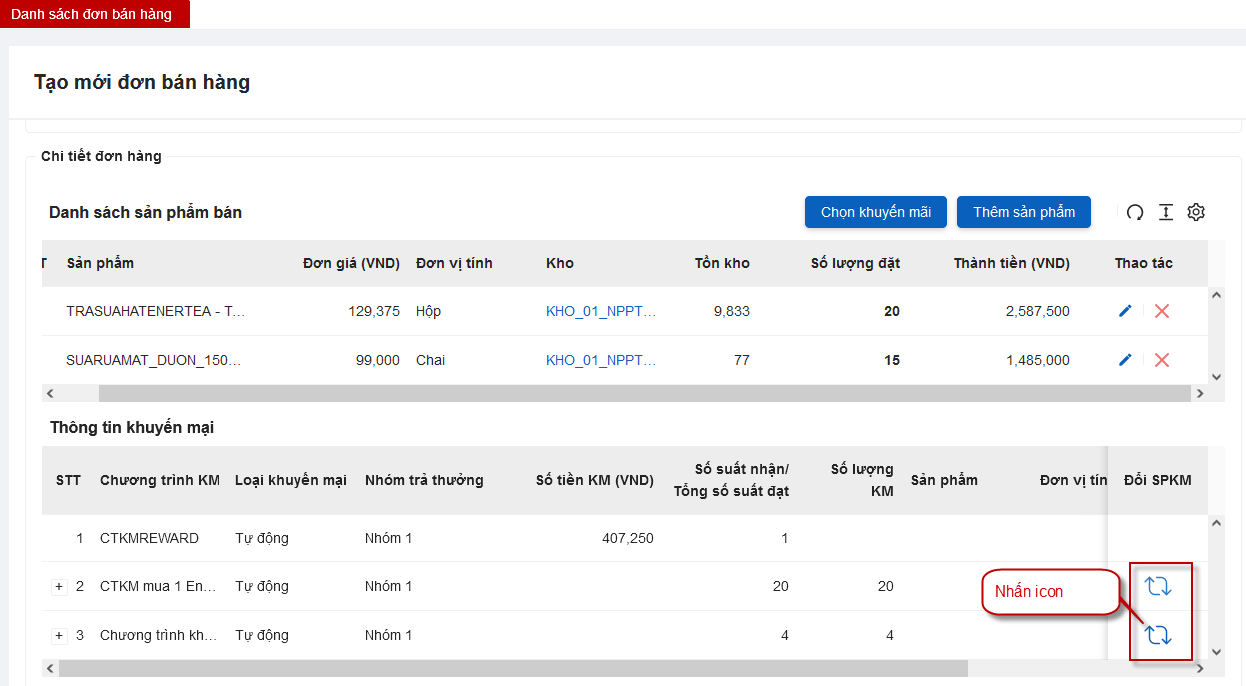 Danh sách đơn bán hàng
Tạo mới đơn bán hàng
Chi tiết đơn hàng
Danh sách sản phẩm bán
Chọn khuyến mãi
Thêm sản phẩm
T Sản phẩm Đơn giá (VND) Đơn vị tính Kho Tồn kho Số lượng đặt Thành tiền (VND) Thao tác
TRASUAHATENERTEA - T... 129,375 Hộp KHO_01_NPPT... 9,833 20 2,587,500
SUARUAMAT_DUON_150... 99,000 Chai KHO_01_NPPT... 77 15 1,485,000
Thông tin khuyến mại
STT Chương trình KM Loại khuyến mại Nhóm trả thưởng Số tiền KM (VND) Số suất nhận/ Tổng số suất đạt Số lượng KM Sản phẩm Đơn vị tín Đổi SPKM
1 CTKMREWARD Tự động Nhóm 1 407,250 1
+ 2 CTKM mua 1 En... Tự động Nhóm 1 20 20
Nhấn icon
+ 3 Chương trình kh... Tự động Nhóm 1 4 4